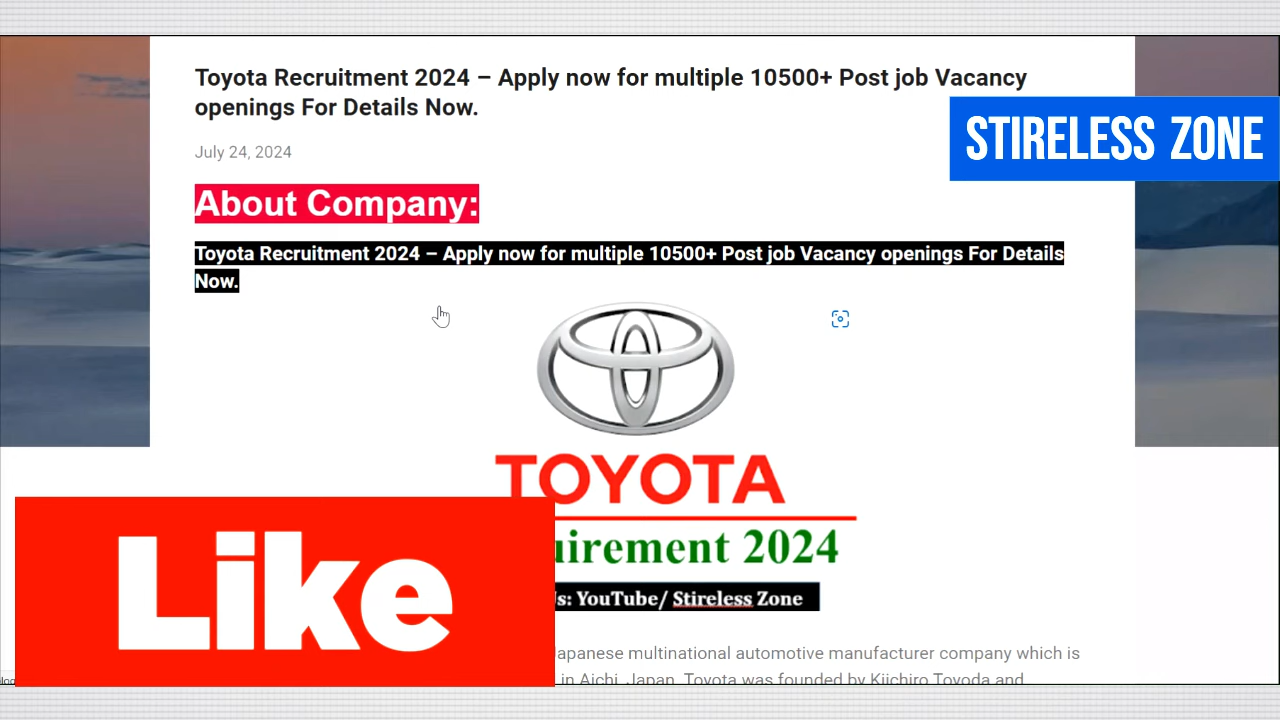 Toyota Recruitment 2024 – Apply now for multiple 10500+ Post job Vacancy
openings For Details Now.
STIRELESS ZONE
July 24, 2024
About Company:
Toyota Recruitment 2024 – Apply now for multiple 10500+ Post job Vacancy openings For Details
Now.
TOYOTA
uirement 2024
Us: YouTube/ Stireless Zone
Like
Japanese multinational automotive manufacturer company which is
in Aichi, Japan. Toyota was founded by Kiichiro Toyoda and